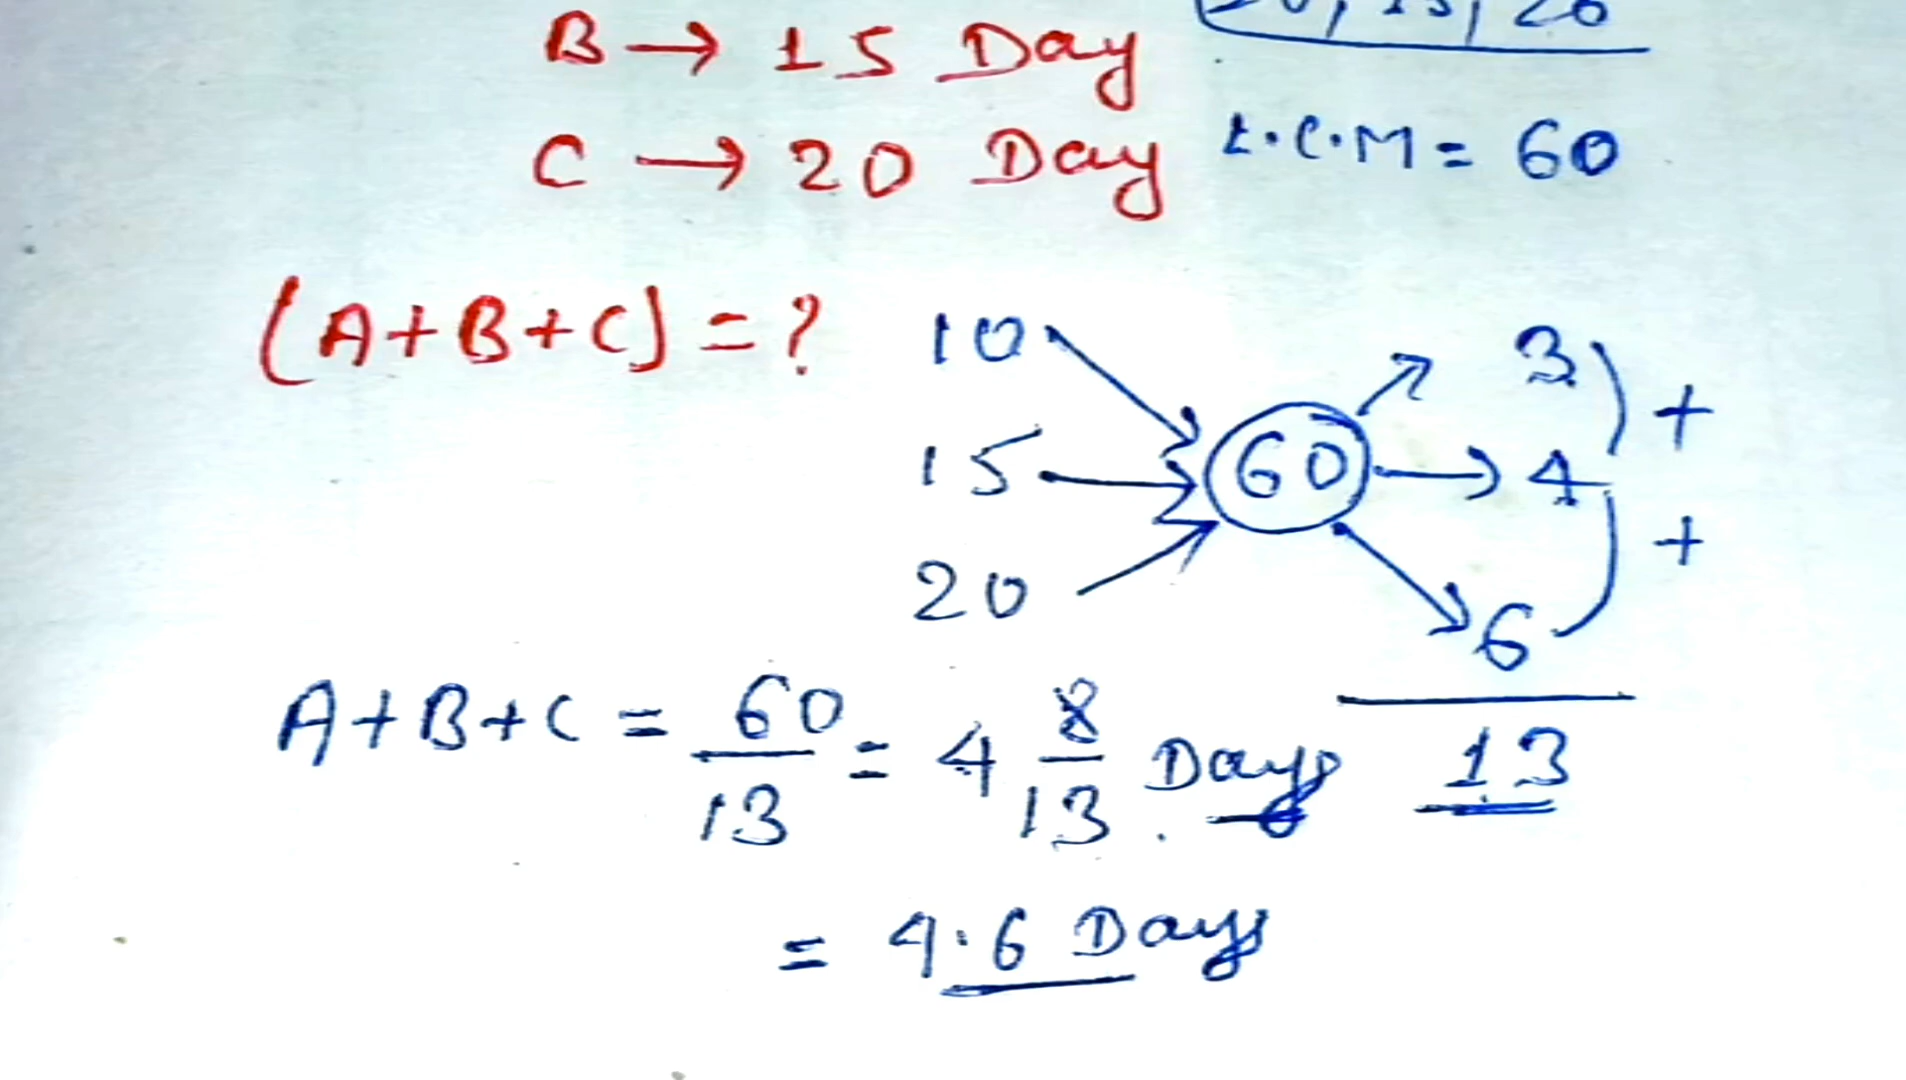 B → 15 Day
C → 20 Day
L.C.M = 60
(A+B+C) = ?
10
15
20
60
3
4
6
+
+
13
A+B+C = 60/13 = 4 8/13 Days
= 4.6 Days